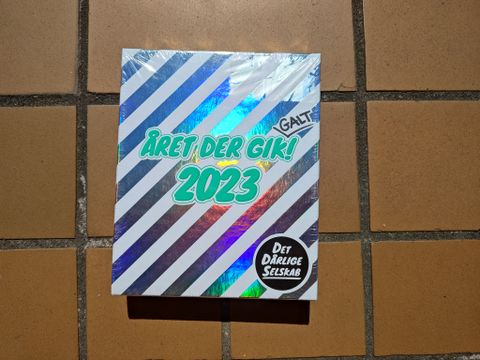 ÅRET DER GIK!
GALT
2023
DET
DÅRLIGE
SELSKAB